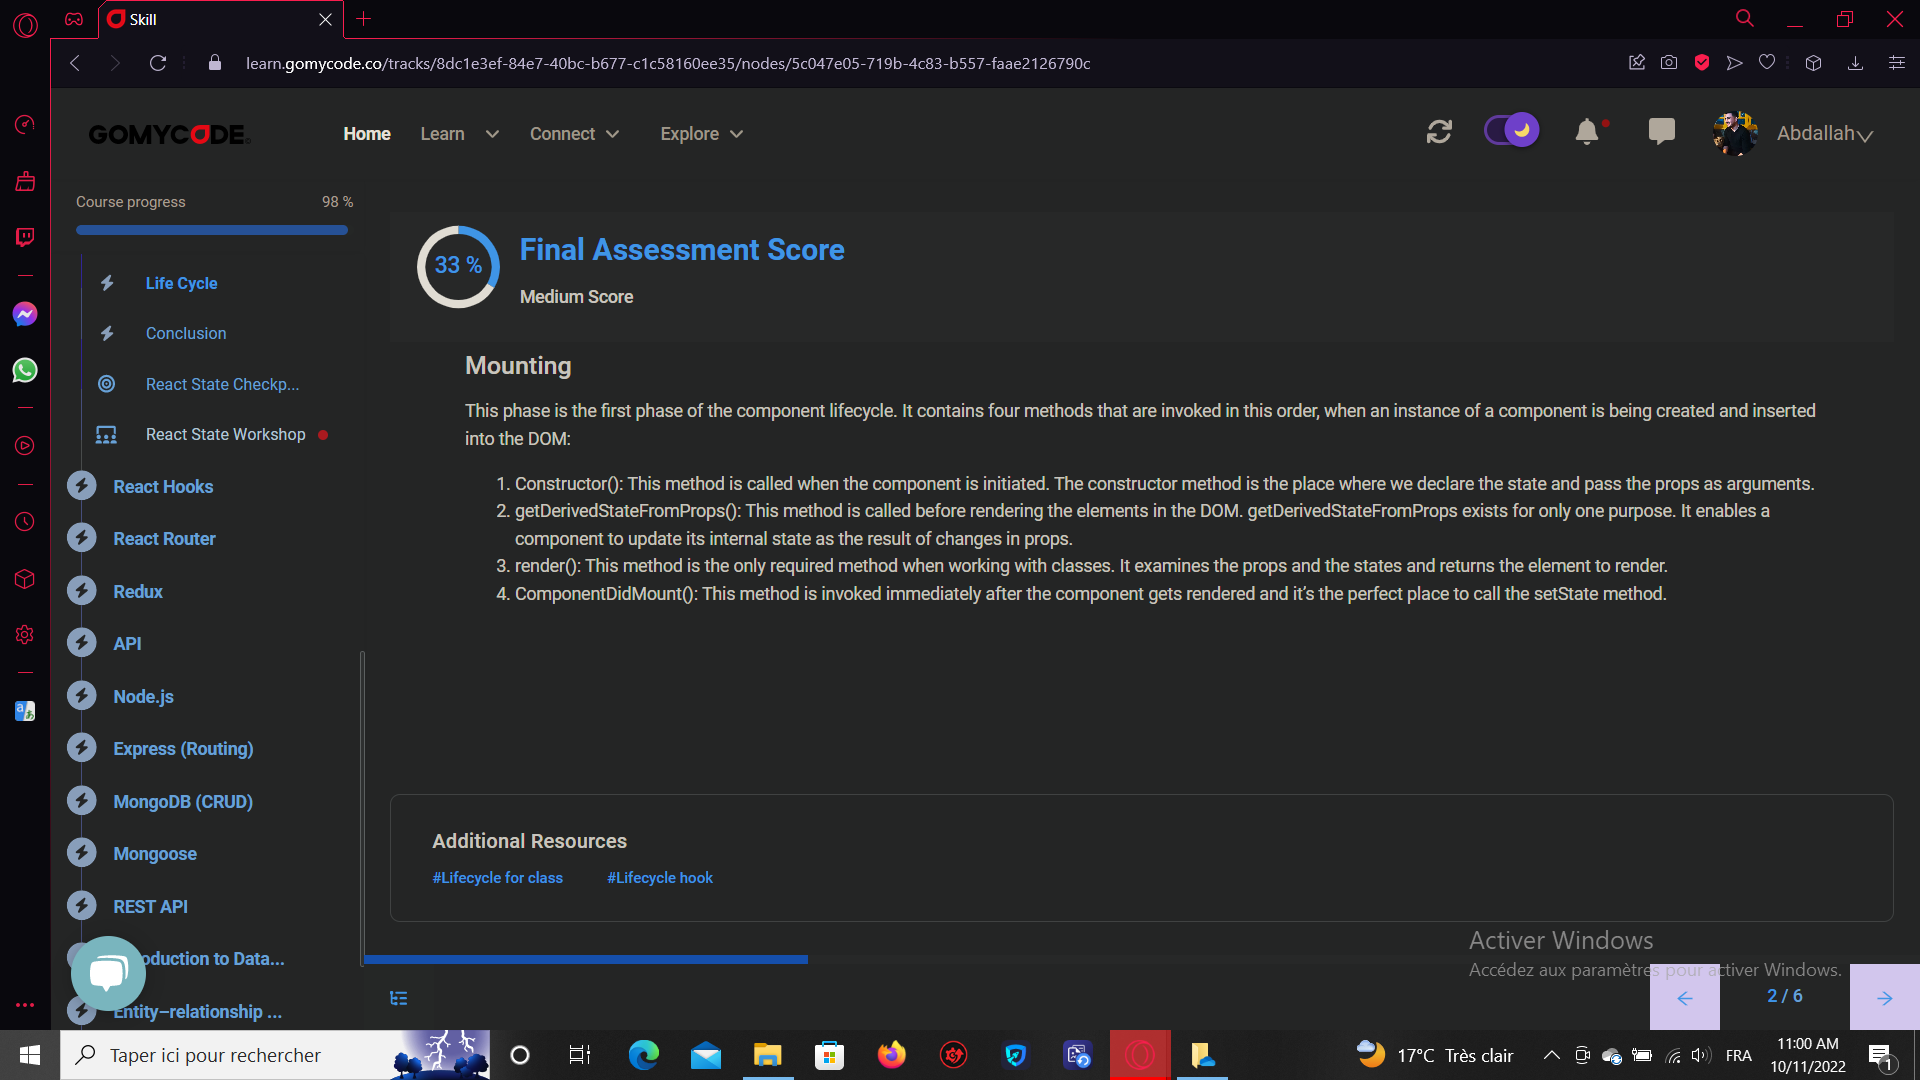 Skill
learn.gomycode.co/tracks/8dc1e3ef-84e7-40bc-b677-c1c58160ee35/nodes/5c047e05-719b-4c83-b557-faae2126790c
GOMYCODE
Home
Learn
Connect
Explore
Abdallah
Course progress
98 %
Life Cycle
Conclusion
React State Checkp...
React State Workshop
React Hooks
React Router
Redux
API
Node.js
Express (Routing)
MongoDB (CRUD)
Mongoose
REST API
oduction to Data...
Entity–relationship ...
33 %
Final Assessment Score
Medium Score
Mounting
This phase is the first phase of the component lifecycle. It contains four methods that are invoked in this order, when an instance of a component is being created and inserted
into the DOM:
1. Constructor(): This method is called when the component is initiated. The constructor method is the place where we declare the state and pass the props as arguments.
2. getDerivedStateFromProps(): This method is called before rendering the elements in the DOM. getDerivedStateFromProps exists for only one purpose. It enables a
component to update its internal state as the result of changes in props.
3. render(): This method is the only required method when working with classes. It examines the props and the states and returns the element to render.
4. ComponentDidMount(): This method is invoked immediately after the component gets rendered and it’s the perfect place to call the setState method.
Additional Resources
#Lifecycle for class
#Lifecycle hook
Activer Windows
Accédez aux paramètres pour activer Windows.
2 / 6
Taper ici pour rechercher
17°C Très clair
FRA
11:00 AM
10/11/2022
1